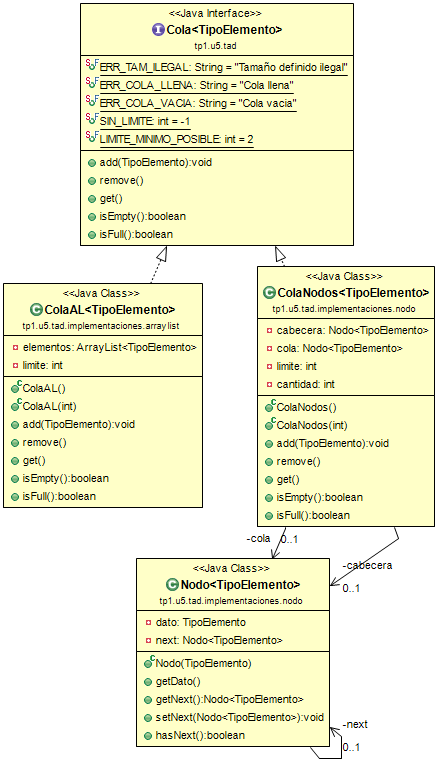 <<Java Interface>>
Cola<TipoElemento>
tp1.u5.tad
ERR_TAM_ILEGAL: String = "Tamaño definido ilegal"
ERR_COLA_LLENA: String = "Cola llena"
ERR_COLA_VACIA: String = "Cola vacia"
SIN_LIMITE: int = -1
LIMITE_MINIMO_POSIBLE: int = 2
add(TipoElemento):void
remove()
get()
isEmpty():boolean
isFull():boolean
<<Java Class>>
ColaAL<TipoElemento>
tp1.u5.tad.implementaciones.arraylist
elementos: ArrayList<TipoElemento>
limite: int
ColaAL()
ColaAL(int)
add(TipoElemento):void
remove()
get()
isEmpty():boolean
isFull():boolean
<<Java Class>>
ColaNodos<TipoElemento>
tp1.u5.tad.implementaciones.nodo
cabecera: Nodo<TipoElemento>
cola: Nodo<TipoElemento>
limite: int
cantidad: int
ColaNodos()
ColaNodos(int)
add(TipoElemento):void
remove()
get()
isEmpty():boolean
isFull():boolean
-cola 0..1
-cabecera
0..1
<<Java Class>>
Nodo<TipoElemento>
tp1.u5.tad.implementaciones.nodo
dato: TipoElemento
next: Nodo<TipoElemento>
Nodo(TipoElemento)
getDato()
getNext():Nodo<TipoElemento>
setNext(Nodo<TipoElemento>):void
hasNext():boolean
-next
0..1